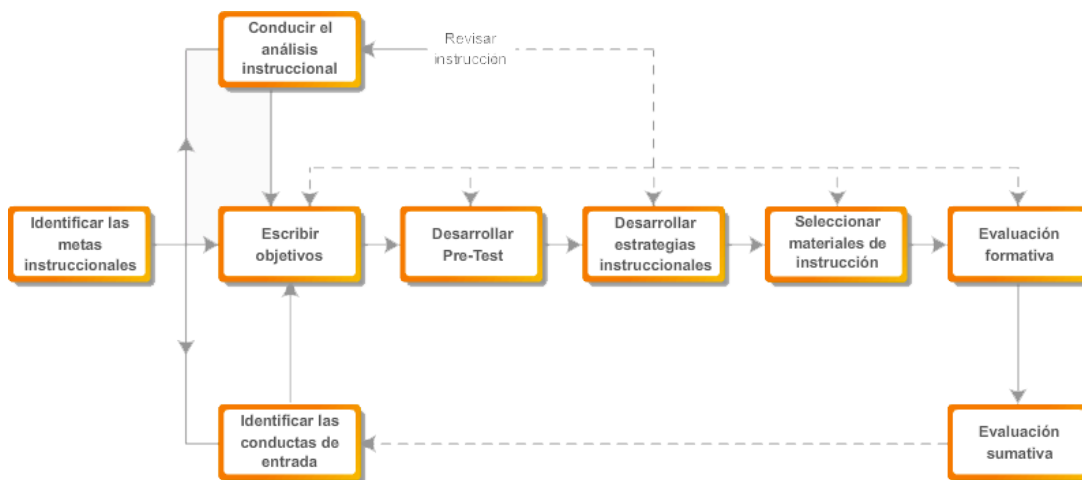 Conducir el
análisis
instruccional
Revisar
instrucción
Identificar las
metas
instruccionales
Escribir
objetivos
Desarrollar
Pre-Test
Desarrollar
estrategias
instruccionales
Seleccionar
materiales de
instrucción
Evaluación
formativa
Identificar las
conductas de
entrada
Evaluación
sumativa